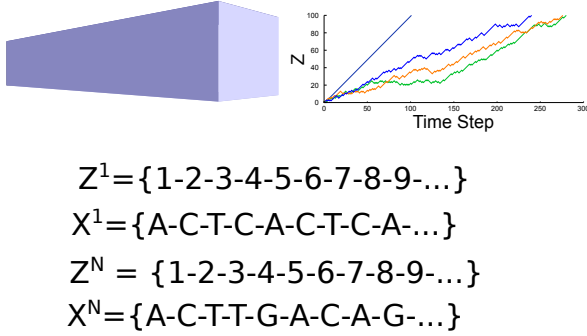 100
80
60
40
20
0
Z
0 50 100 150 200 250 300
Time Step
Z¹={1-2-3-4-5-6-7-8-9-...}
X¹={A-C-T-C-A-C-T-C-A-...}
Zᴺ = {1-2-3-4-5-6-7-8-9-...}
Xᴺ={A-C-T-T-G-A-C-A-G-...}